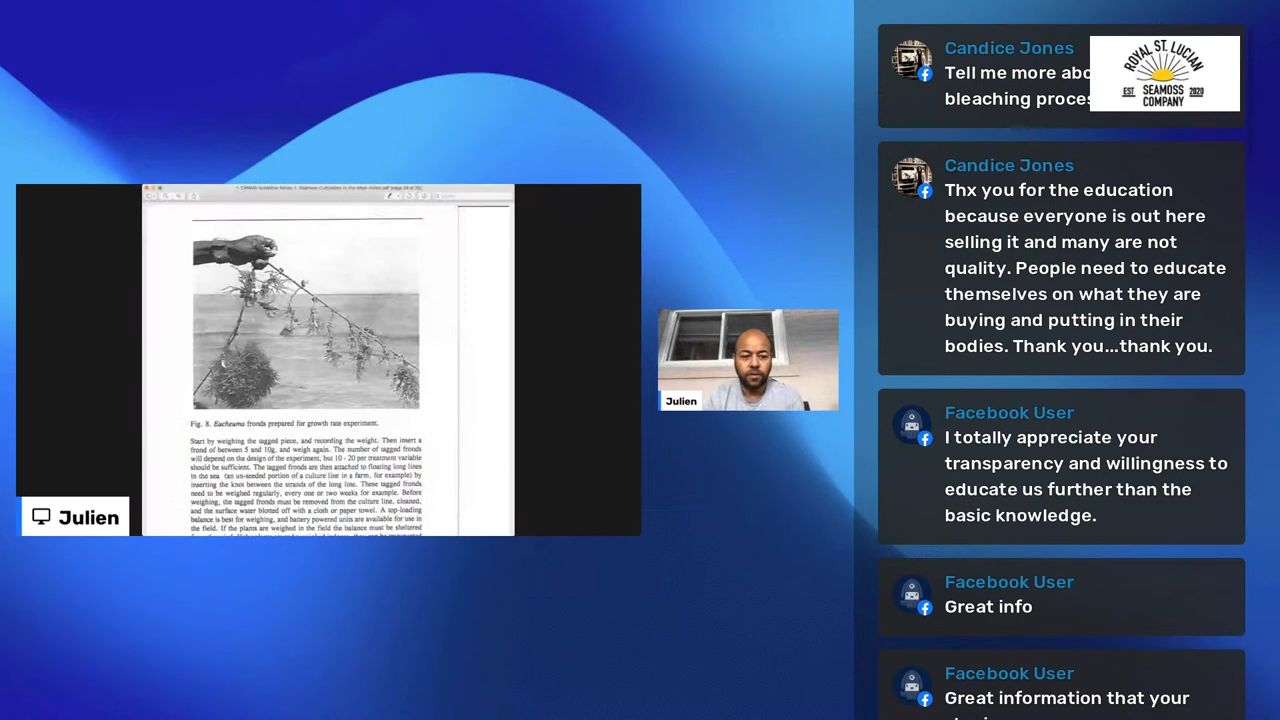 CANARI Guideline Series 1. Seamoss Cultivation in the West Indies.pdf
Fig. 8. Eucheuma fronds prepared for growth rate experiment.
Start by weighing the tagged piece, and recording the weight. Then insert a
frond of between 5 and 10g, and weigh again. The number of tagged fronds
will depend on the design of the experiment, but 10 - 20 per treatment variable
should be sufficient. The tagged fronds are then attached to floating long lines
in the sea (an un-seeded portion of a culture line in a farm, for example) by
inserting the knot between the strands of the long line. These tagged fronds
need to be weighed regularly, every one or two weeks for example. Before
weighing, the tagged fronds must be removed from the culture line, cleaned,
and the surface water blotted off with a cloth or paper towel. A top-loading
balance is best for weighing, and battery powered units are available for use in
the field. If the plants are weighed in the field the balance must be sheltered
Julien
Julien
Candice Jones
Tell me more abo
bleaching proces
ROYAL ST. LUCIAN
EST 2020
SEAMOSS
COMPANY
Candice Jones
Thx you for the education
because everyone is out here
selling it and many are not
quality. People need to educate
themselves on what they are
buying and putting in their
bodies. Thank you...thank you.
Facebook User
I totally appreciate your
transparency and willingness to
educate us further than the
basic knowledge.
Facebook User
Great info
Facebook User
Great information that your